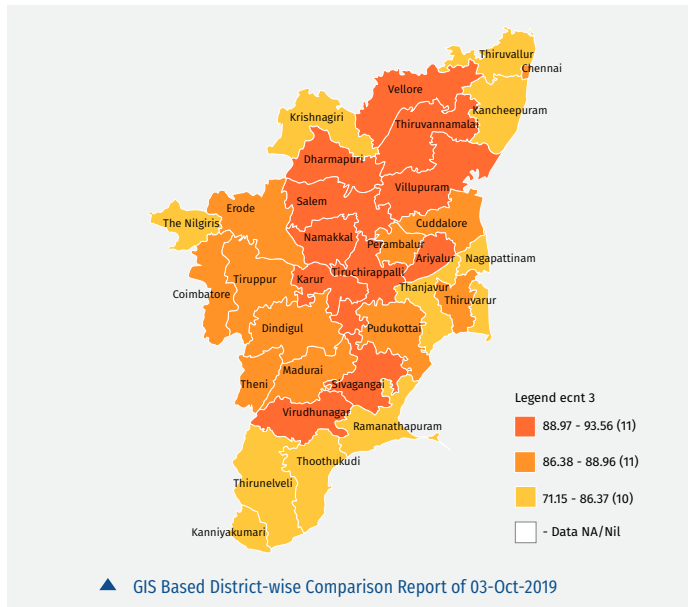 Thiruvallur
Chennai
Vellore
Kancheepuram
Krishnagiri
Thiruvannamalai
Dharmapuri
Villupuram
Salem
Erode
The Nilgiris
Cuddalore
Namakkal
Perambalur
Ariyalur
Nagapattinam
Tiruchirappalli
Karur
Tiruppur
Coimbatore
Thanjavur
Thiruvarur
Dindigul
Pudukottai
Madurai
Theni
Sivagangai
Virudhunagar
Ramanathapuram
Thoothukudi
Thirunelveli
Kanniyakumari
Legend ecnt 3
88.97 - 93.56 (11)
86.38 - 88.96 (11)
71.15 - 86.37 (10)
- Data NA/Nil
GIS Based District-wise Comparison Report of 03-Oct-2019